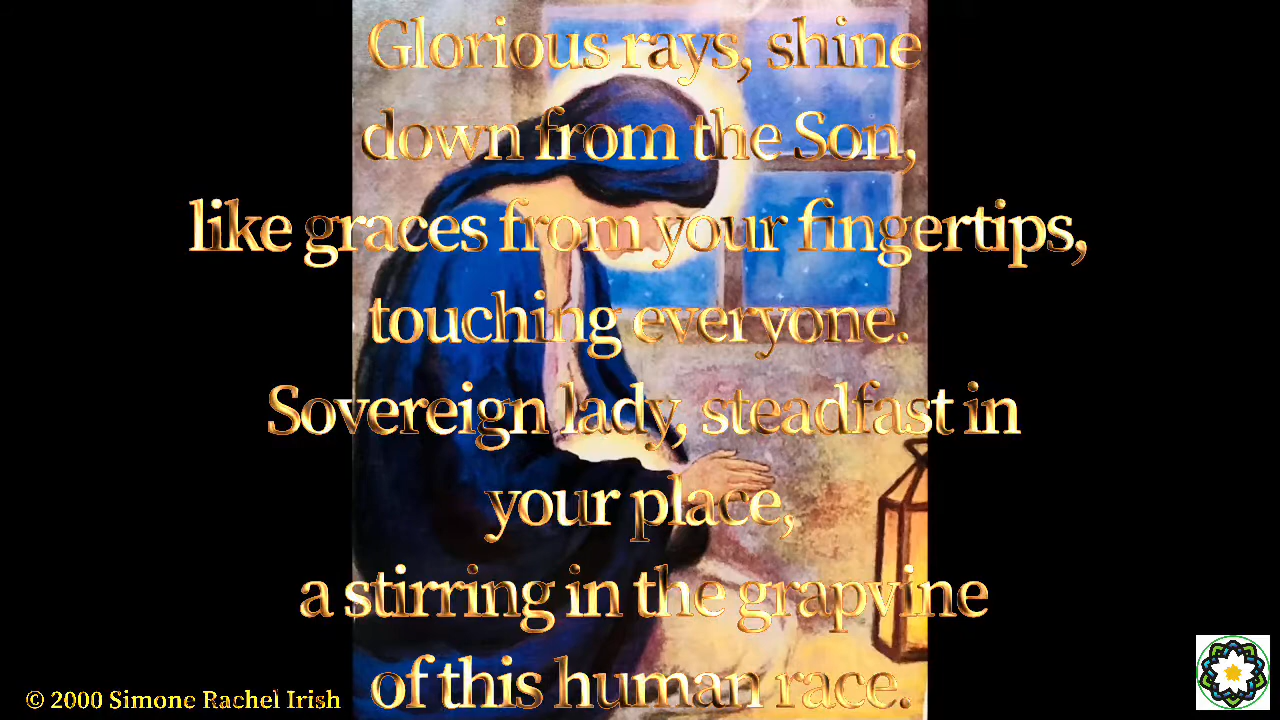 Glorious rays, shine
down from the Son,
like graces from your fingertips,
touching everyone.
Sovereign lady, steadfast in
your place,
a stirring in the grapvine
of this human race.
© 2000 Simone Rachel Irish